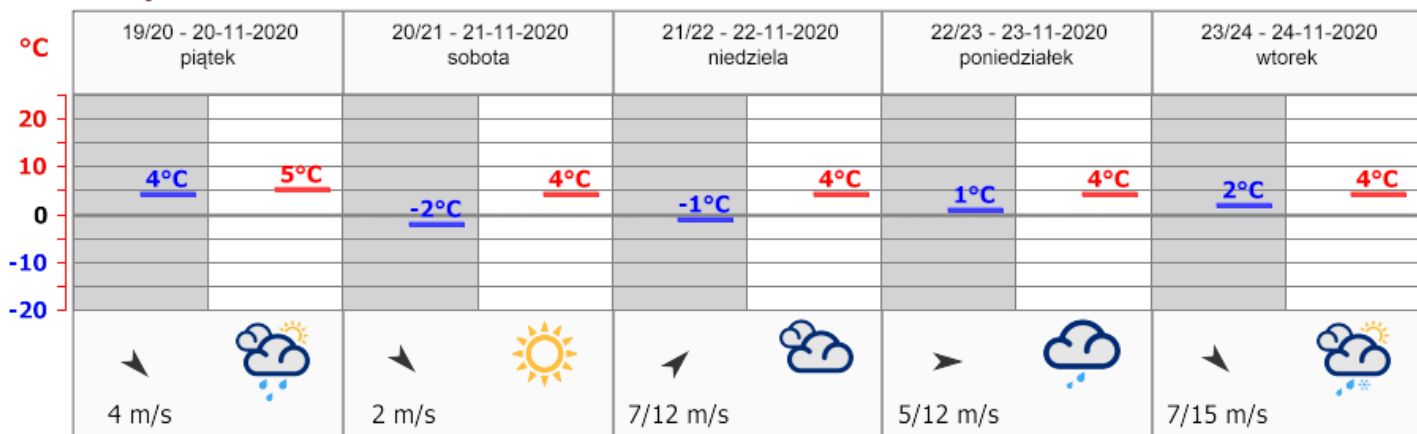 °C
19/20 - 20-11-2020
piątek
20/21 - 21-11-2020
sobota
21/22 - 22-11-2020
niedziela
22/23 - 23-11-2020
poniedziałek
23/24 - 24-11-2020
wtorek
20
10
0
-10
-20
4°C
5°C
-2°C
4°C
-1°C
4°C
1°C
4°C
2°C
4°C
4 m/s
2 m/s
7/12 m/s
5/12 m/s
7/15 m/s